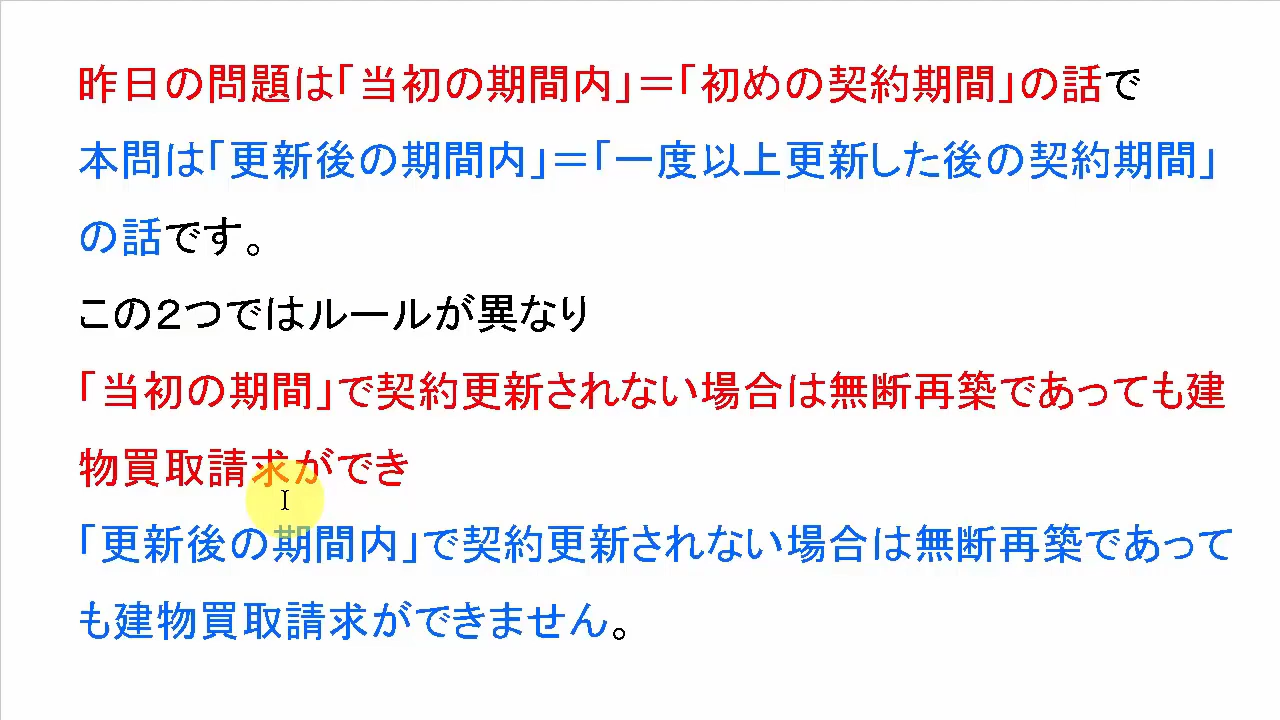 昨日の問題は「当初の期間内」＝「初めの契約期間」の話で
本問は「更新後の期間内」＝「一度以上更新した後の契約期間」
の話です。
この２つではルールが異なり
「当初の期間」で契約更新されない場合は無断再築であっても建
物買取請求ができ
「更新後の期間内」で契約更新されない場合は無断再築であって
も建物買取請求ができません。